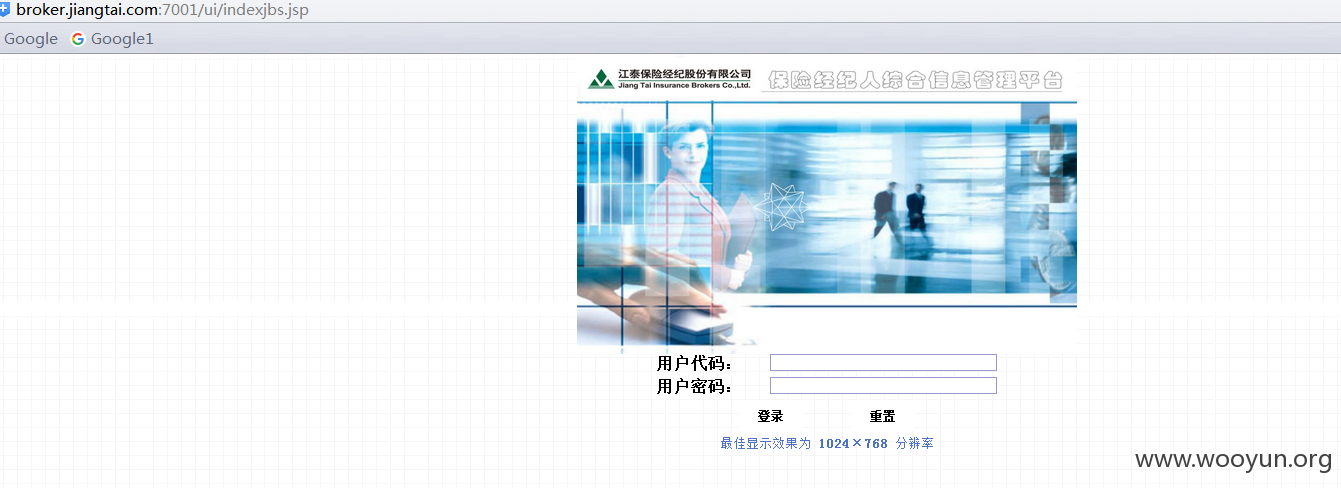 broker.jiangtai.com:7001/ui/indexjbs.jsp
Google Google1
江泰保险经纪股份有限公司 保险经纪人综合信息管理平台
Jiang Tai Insurance Brokers Co.,Ltd.
用户代码：
用户密码：
登录 重置
最佳显示效果为 1024×768 分辨率
www.wooyun.org